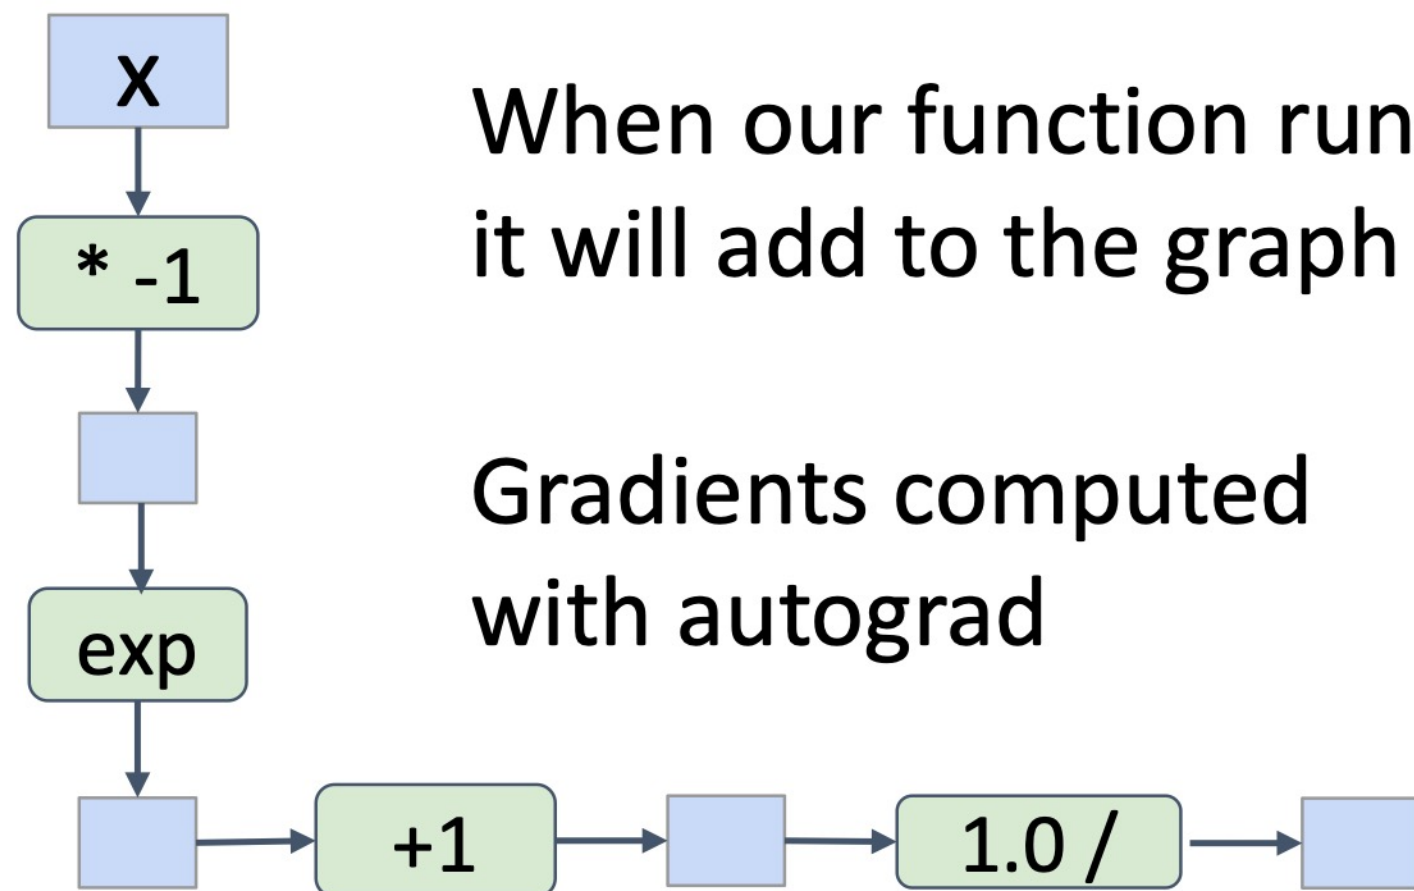 x
When our function run
it will add to the graph
* -1
Gradients computed
with autograd
exp
+1
1.0 /